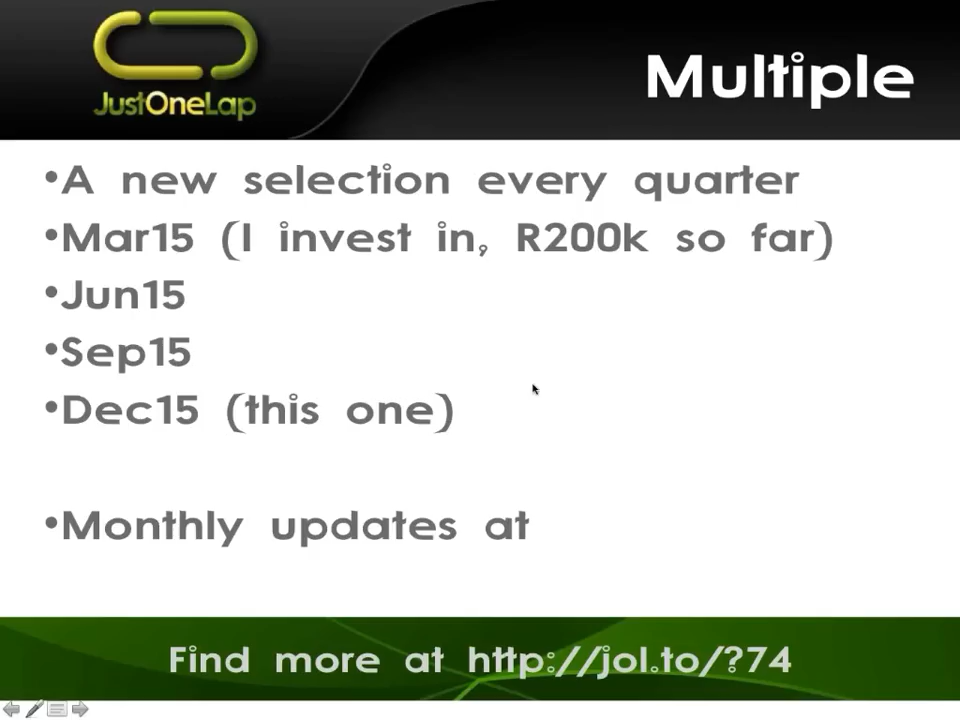 JustOneLap
Multiple
•A new selection every quarter
•Mar15 (I invest in, R200k so far)
•Jun15
•Sep15
•Dec15 (this one)
•Monthly updates at
Find more at http://jol.to/?74